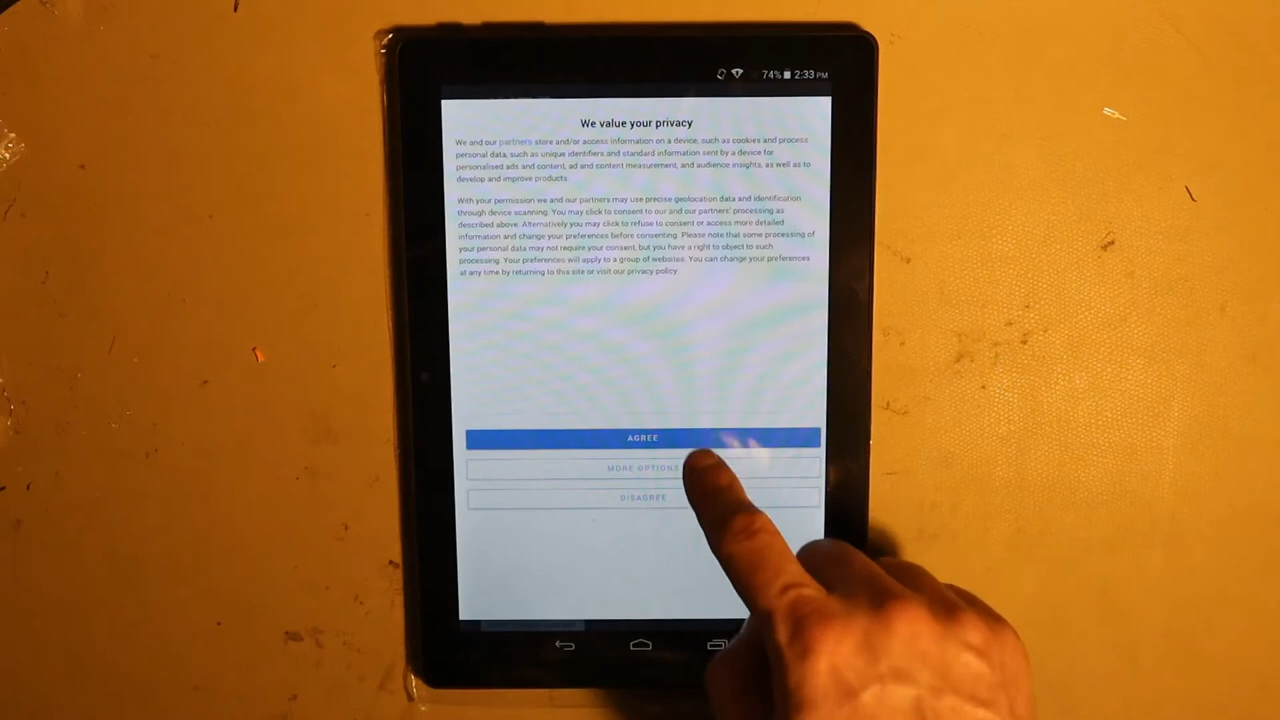 74% 2:33 PM
We value your privacy
We and our partners store and/or access information on a device, such as cookies and process
personal data, such as unique identifiers and standard information sent by a device for
personalised ads and content, ad and content measurement, and audience insights, as well as to
develop and improve products.
With your permission we and our partners may use precise geolocation data and identification
through device scanning. You may click to consent to our and our partners' processing as
described above. Alternatively you may click to refuse to consent or access more detailed
information and change your preferences before consenting. Please note that some processing of
your personal data may not require your consent, but you have a right to object to such
processing. Your preferences will apply to a group of websites. You can change your preferences
at any time by returning to this site or visit our privacy policy.
AGREE
MORE OPTIONS
DISAGREE